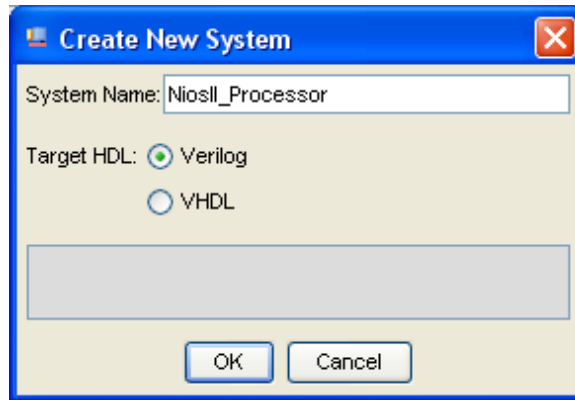 Create New System
System Name: NiosII_Processor
Target HDL: Verilog
VHDL
OK Cancel